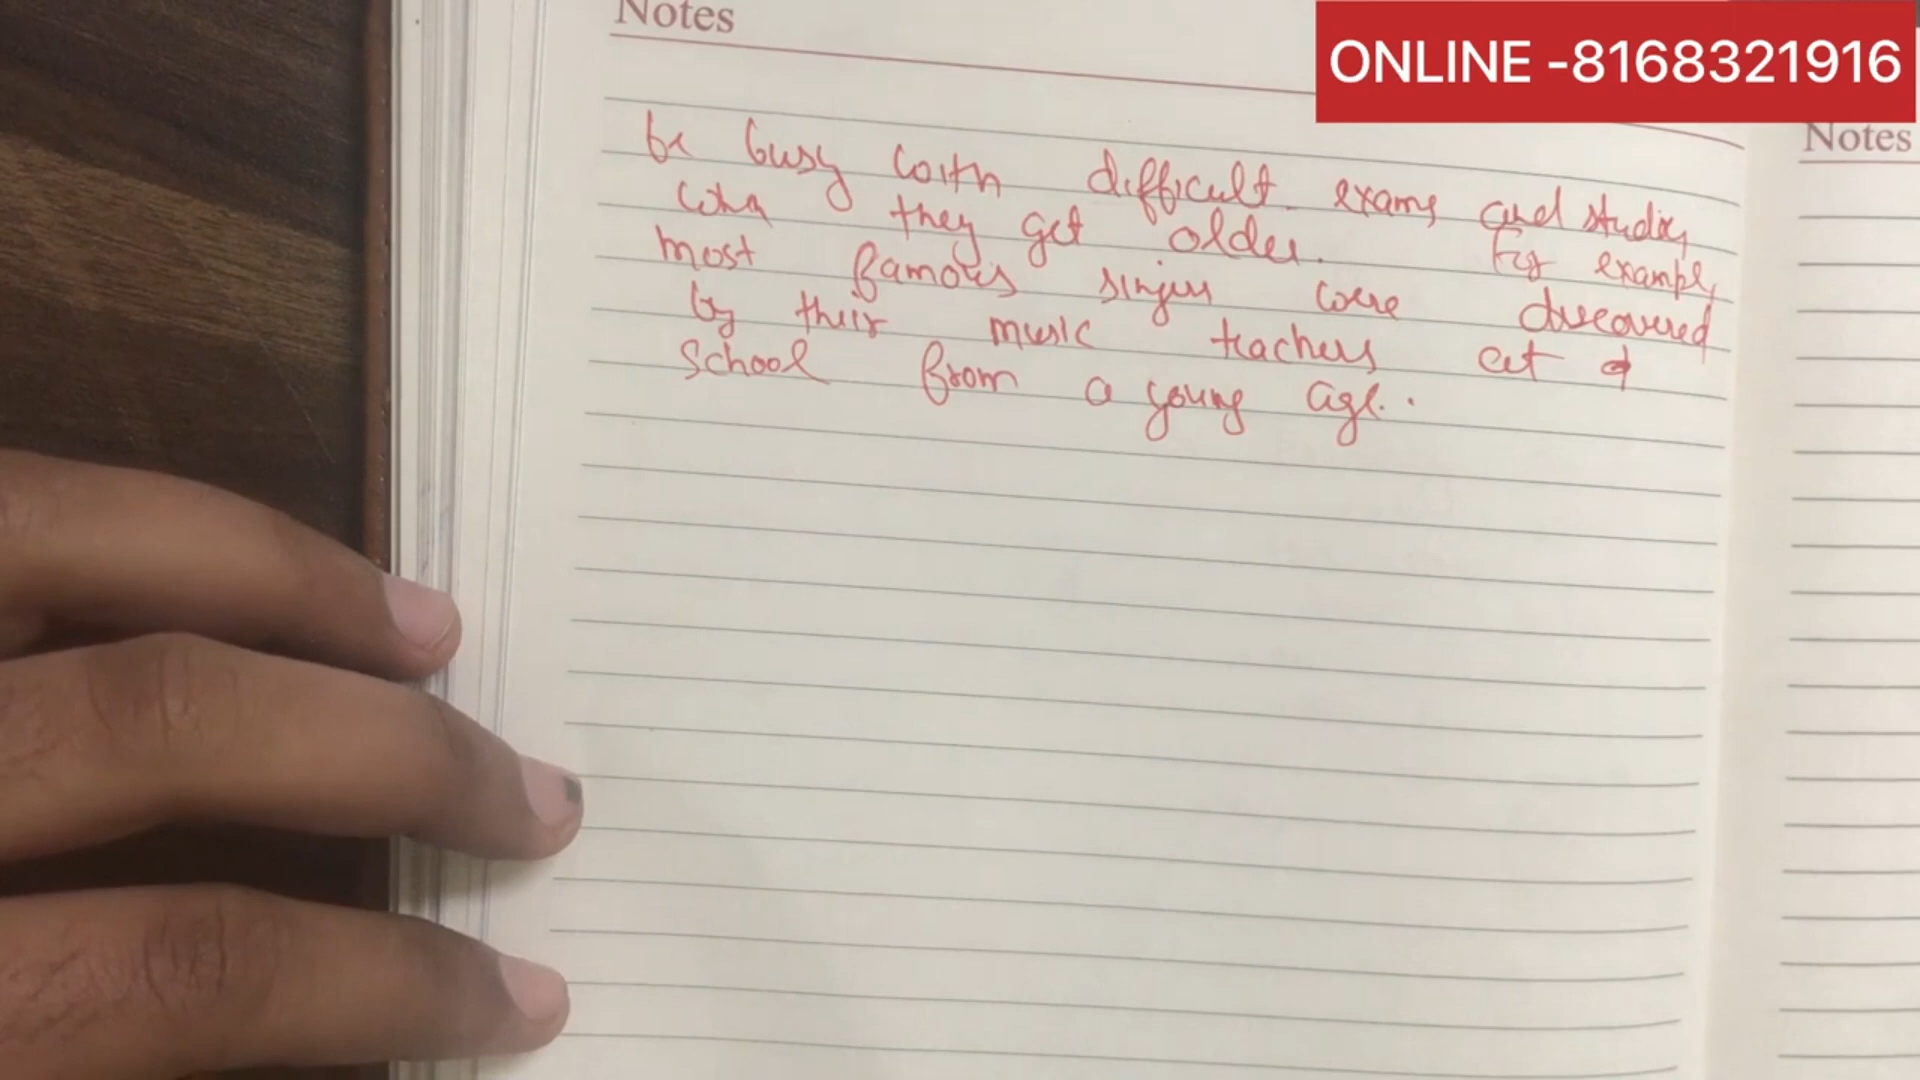 Notes
ONLINE -8168321916
Notes
be busy with difficult exams and studies
when they get older. For example,
most famous singers were discovered
by their music teachers at a
school from a young age.